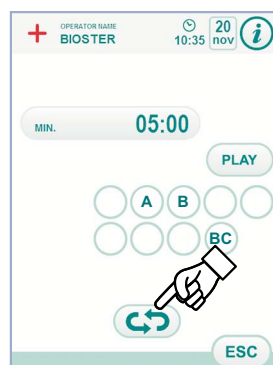 OPERATOR NAME
BIOSTER
10:35
20
nov
i
MIN. 05:00
PLAY
A B
BC
ESC